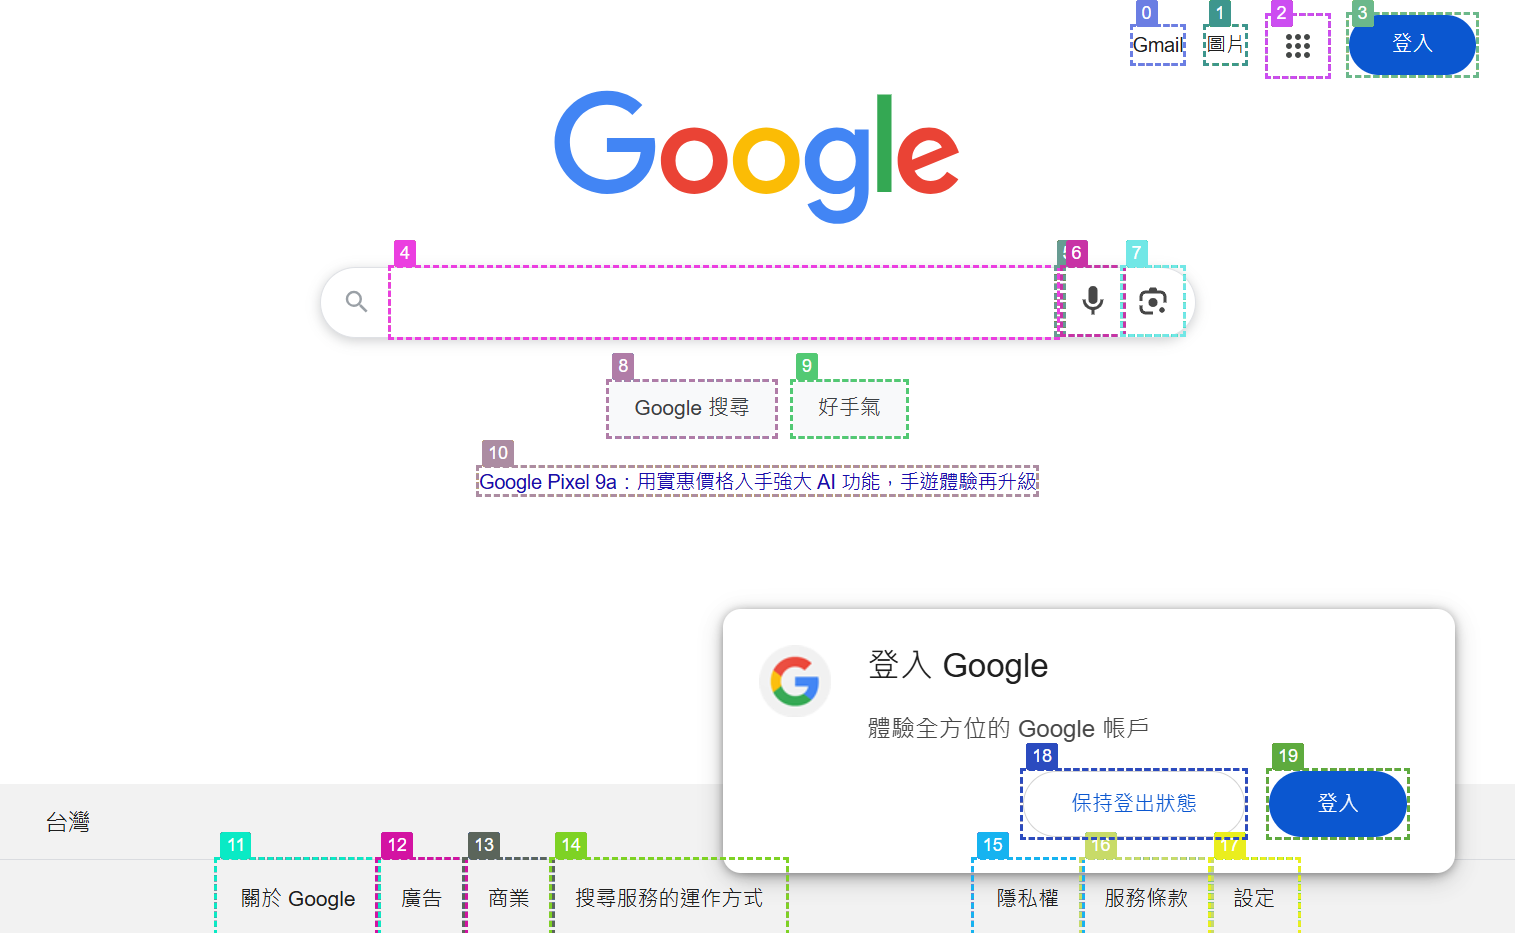 0 1 2 3
Gmail 圖片 登入
Google
4 6 7
8 9
Google 搜尋 好手氣
10
Google Pixel 9a：用實惠價格入手強大 AI 功能，手遊體驗再升級
登入 Google
體驗全方位的 Google 帳戶
18 19
保持登出狀態 登入
台灣
11 12 13 14 15 16 17
關於 Google 廣告 商業 搜尋服務的運作方式 隱私權 服務條款 設定